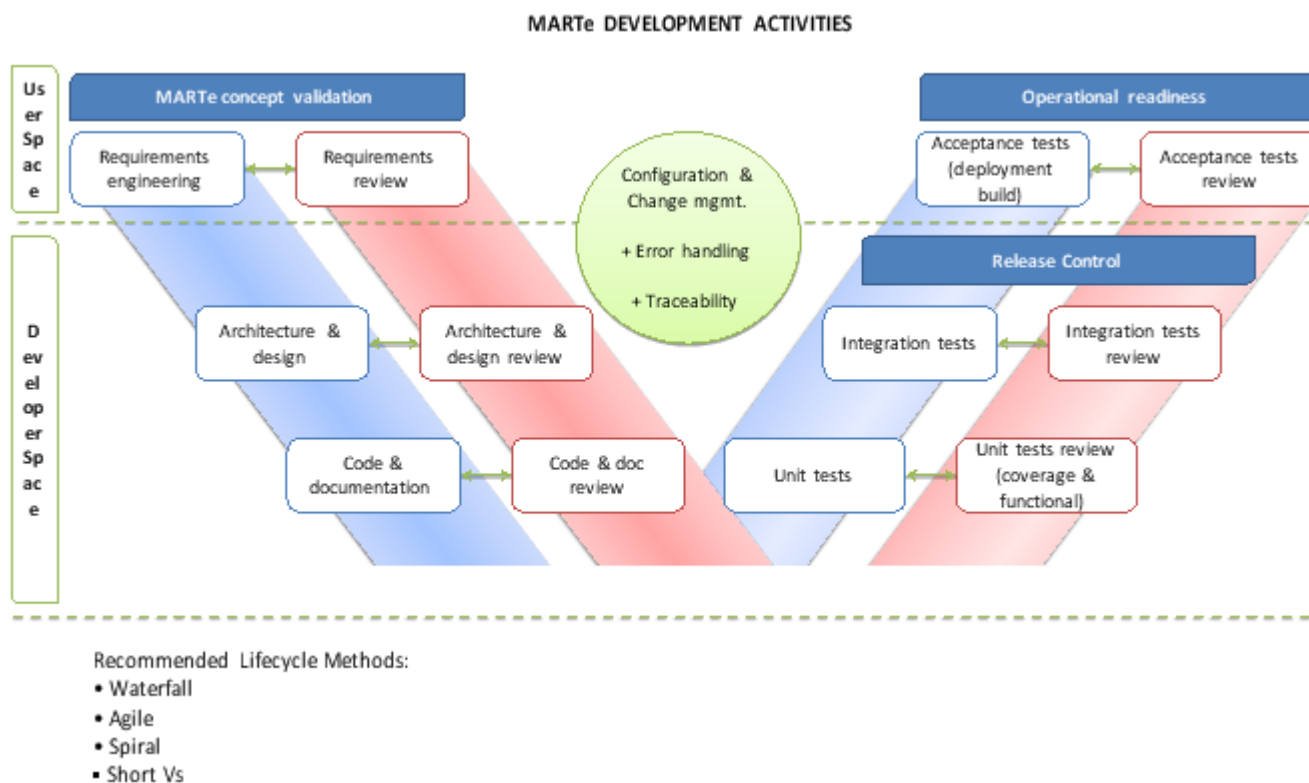 MARTe DEVELOPMENT ACTIVITIES
Us
er
Sp
ac
e
MARTe concept validation
Operational readiness
Requirements
engineering
Requirements
review
Configuration &
Change mgmt.
+ Error handling
+ Traceability
Acceptance tests
(deployment
build)
Acceptance tests
review
D
ev
el
op
er
Sp
ac
e
Release Control
Architecture &
design
Architecture &
design review
Integration tests
Integration tests
review
Code &
documentation
Code & doc
review
Unit tests
Unit tests review
(coverage &
functional)
Recommended Lifecycle Methods:
• Waterfall
• Agile
• Spiral
▪ Short Vs